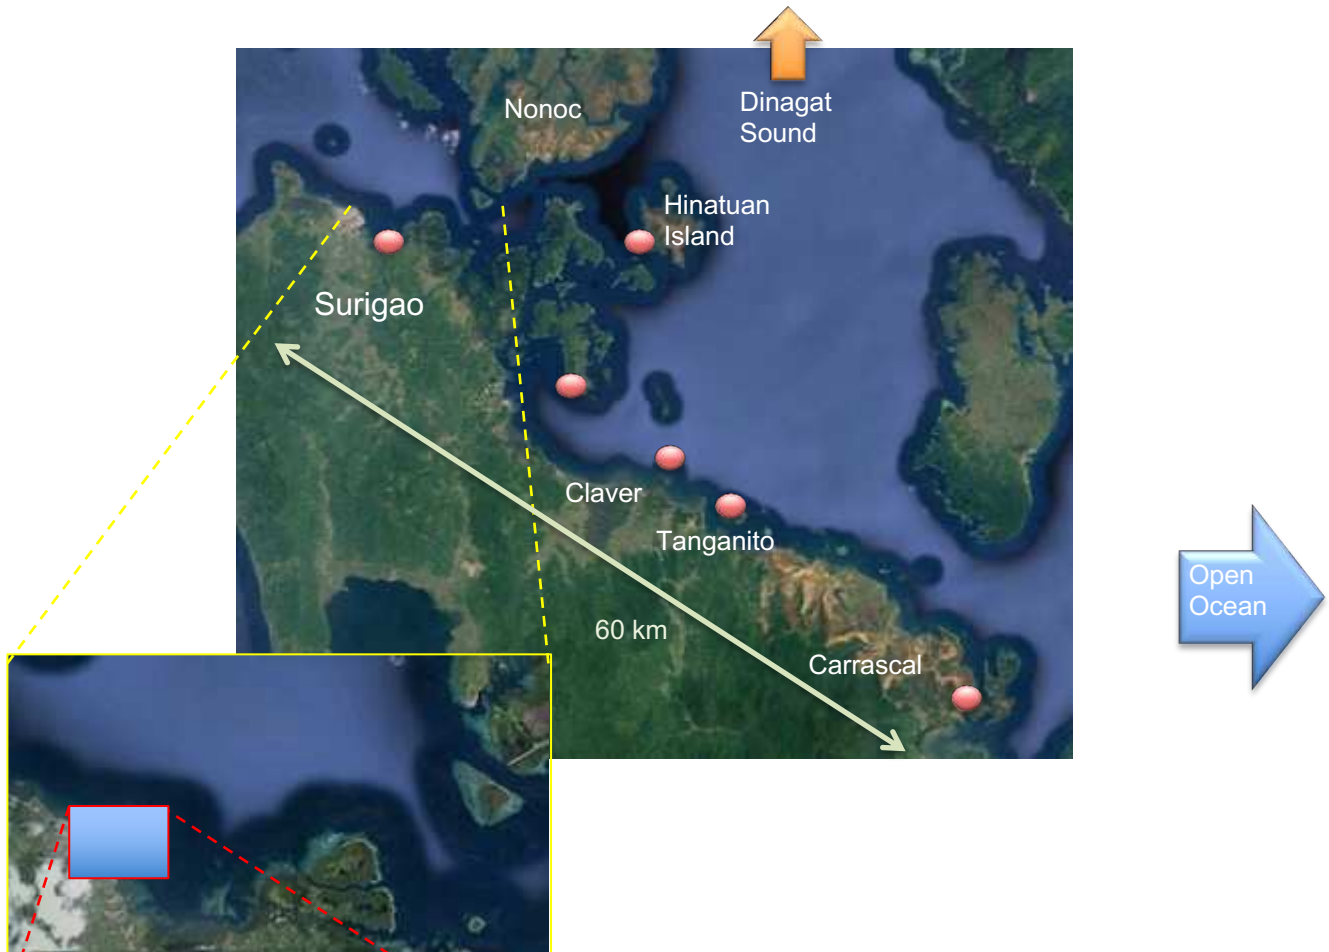 Nonoc
Dinagat
Sound
Hinatuan
Island
Surigao
Claver
Tanganito
Open
Ocean
60 km
Carrascal